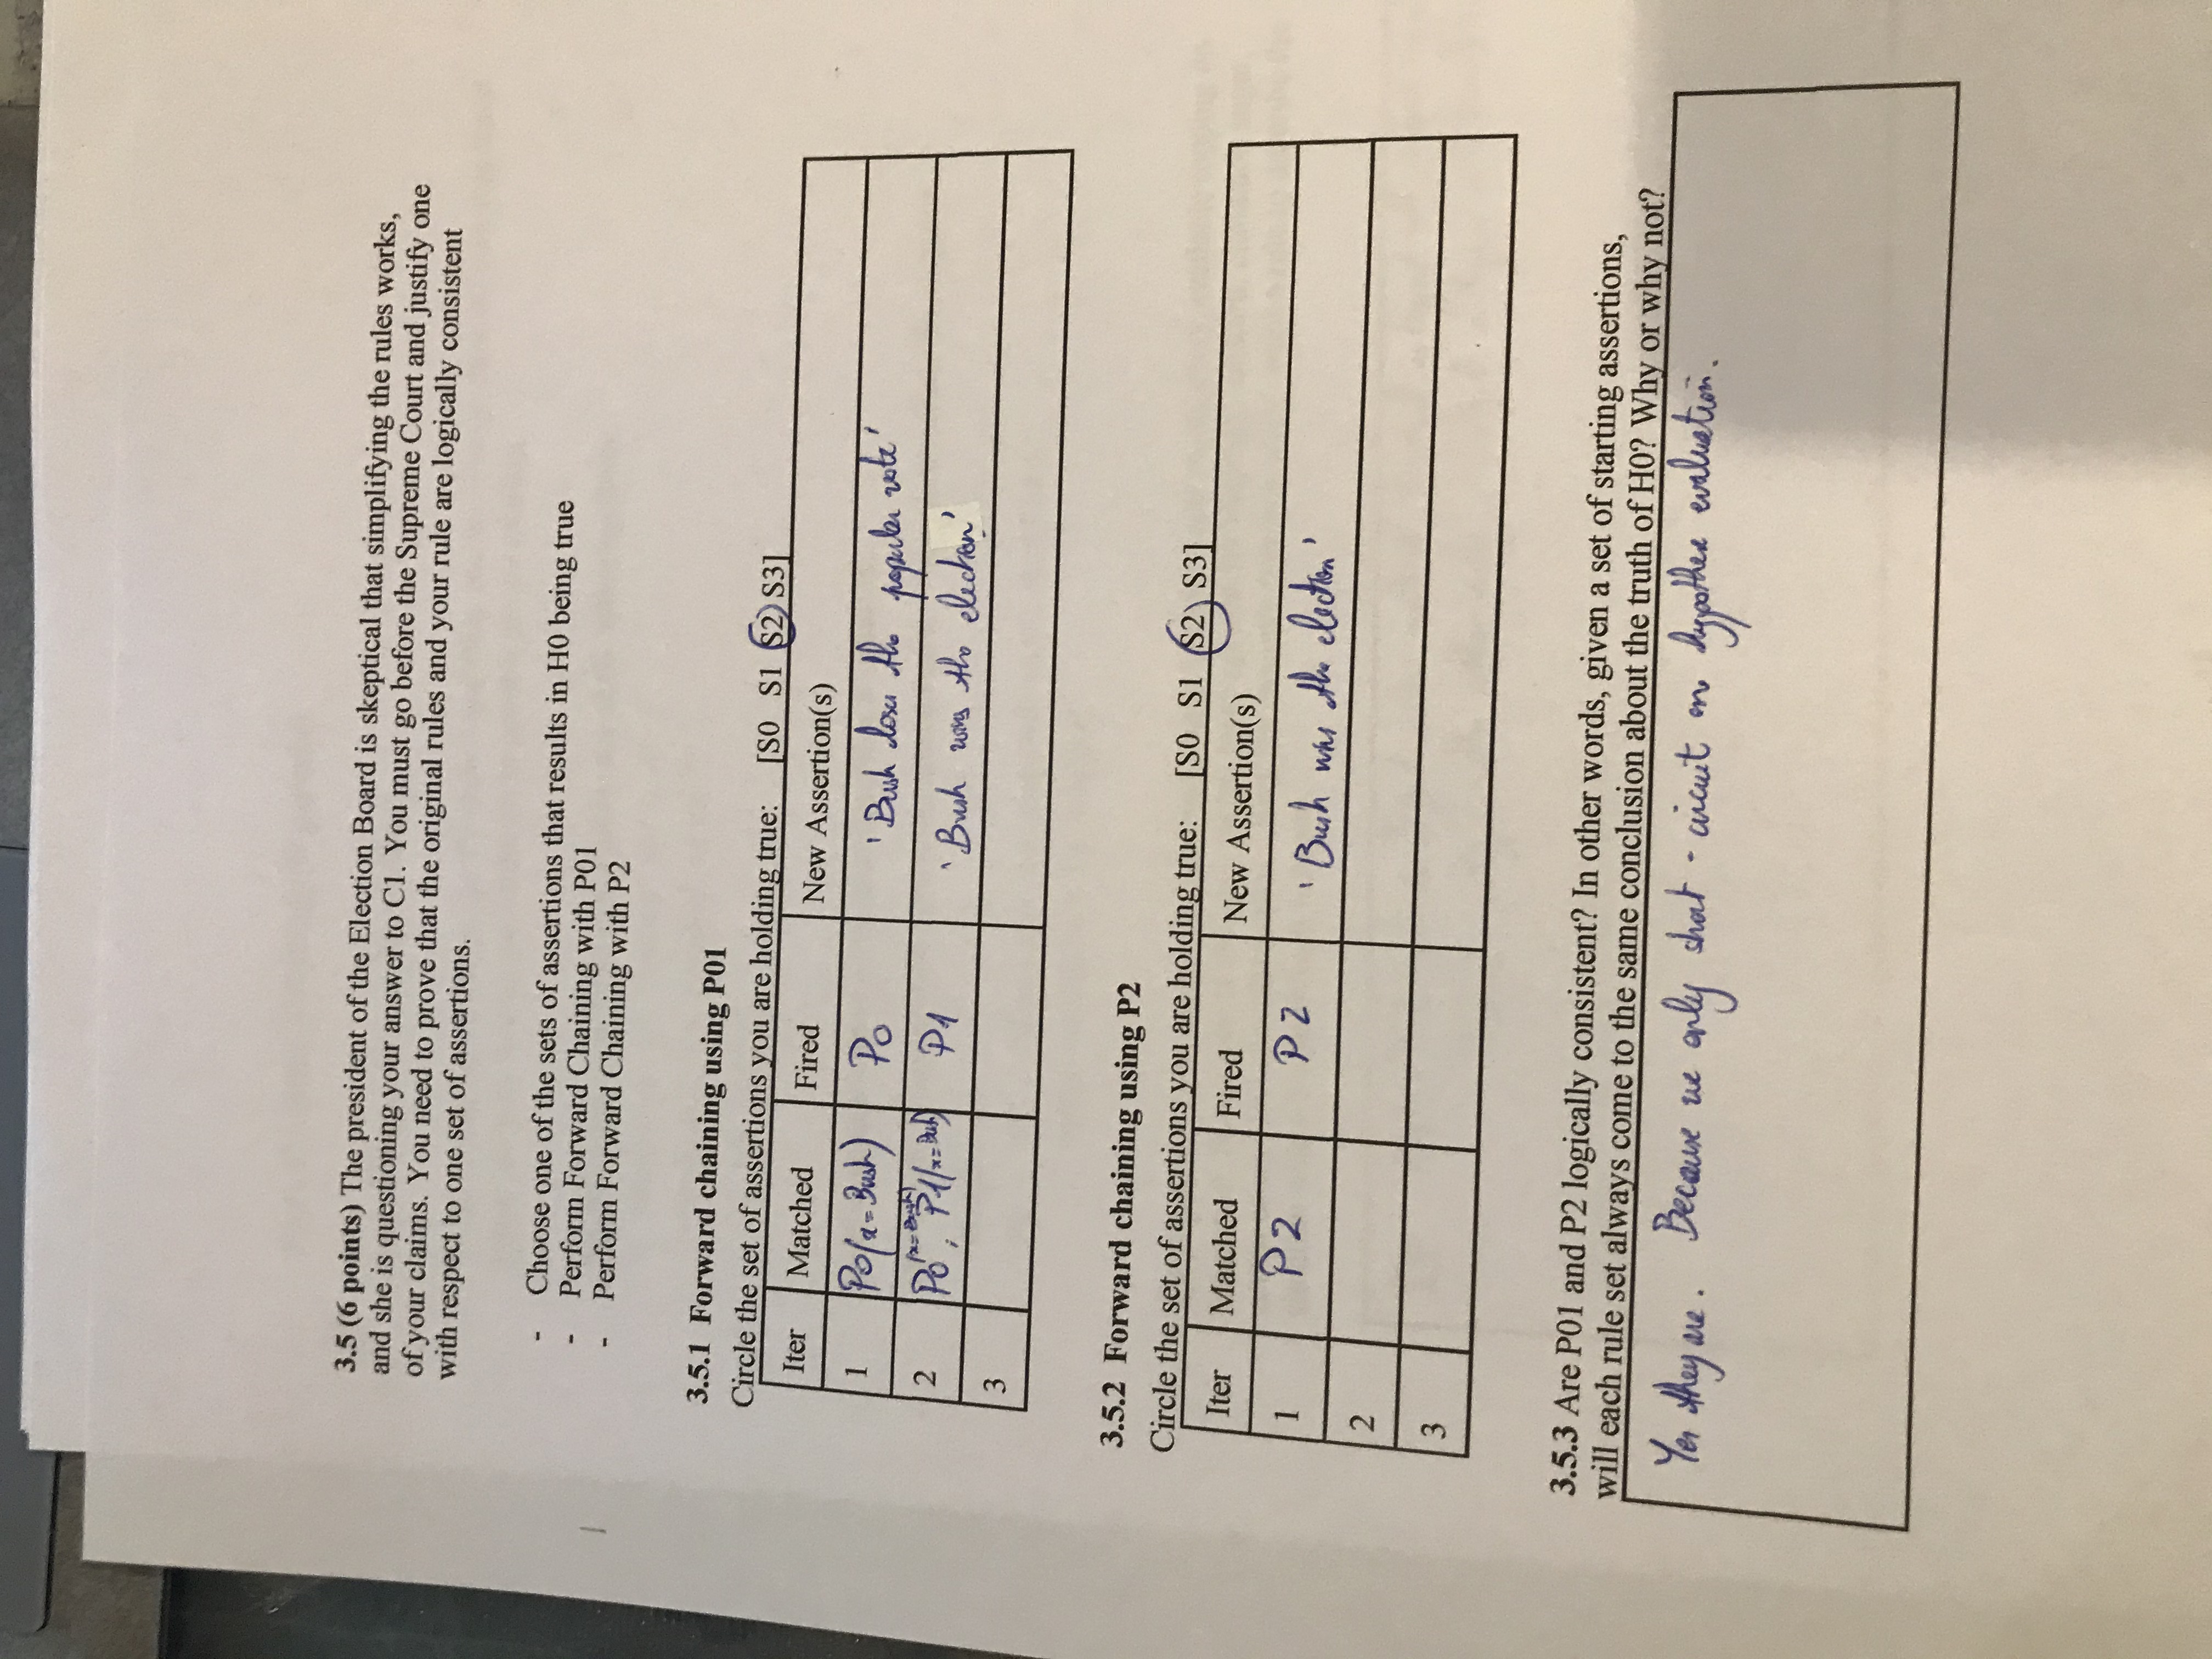 3.5 (6 points) The president of the Election Board is skeptical that simplifying the rules works,
and she is questioning your answer to C1. You must go before the Supreme Court and justify one
of your claims. You need to prove that the original rules and your rule are logically consistent
with respect to one set of assertions.
- Choose one of the sets of assertions that results in H0 being true
- Perform Forward Chaining with P01
- Perform Forward Chaining with P2
3.5.1 Forward chaining using P01
Circle the set of assertions you are holding true: [S0 S1 S2 S3]
Iter Matched Fired New Assertion(s)
1 P0(x=Bush) P0 'Bush loses the popular vote'
2 P0(x=Bush), P1(x=Bush) P1 'Bush wins the election'
3
3.5.2 Forward chaining using P2
Circle the set of assertions you are holding true: [S0 S1 S2 S3]
Iter Matched Fired New Assertion(s)
1 P2 P2 'Bush wins the election'
2
3
3.5.3 Are P01 and P2 logically consistent? In other words, given a set of starting assertions,
will each rule set always come to the same conclusion about the truth of H0? Why or why not?
Yes they are. Because we only short-circuit on evaluation.